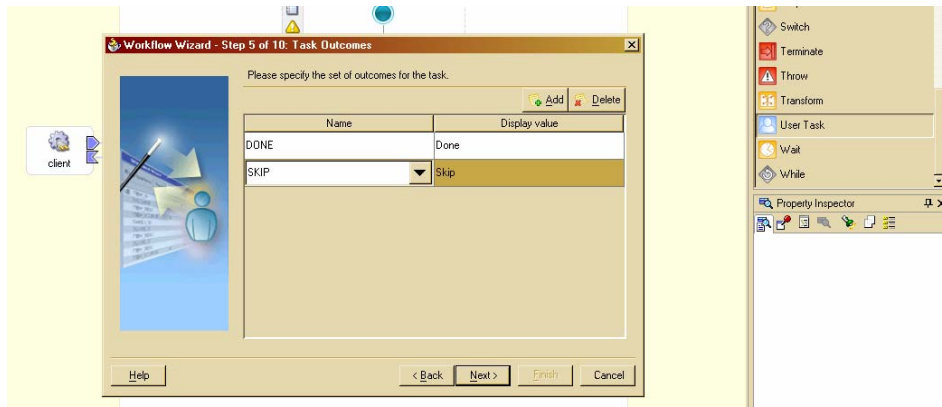 Workflow Wizard - Step 5 of 10: Task Outcomes
Please specify the set of outcomes for the task.
Add
Delete
Name
Display value
DONE
Done
SKIP
Skip
Help
< Back
Next >
Finish
Cancel
client
Switch
Terminate
Throw
Transform
User Task
Wait
While
Property Inspector